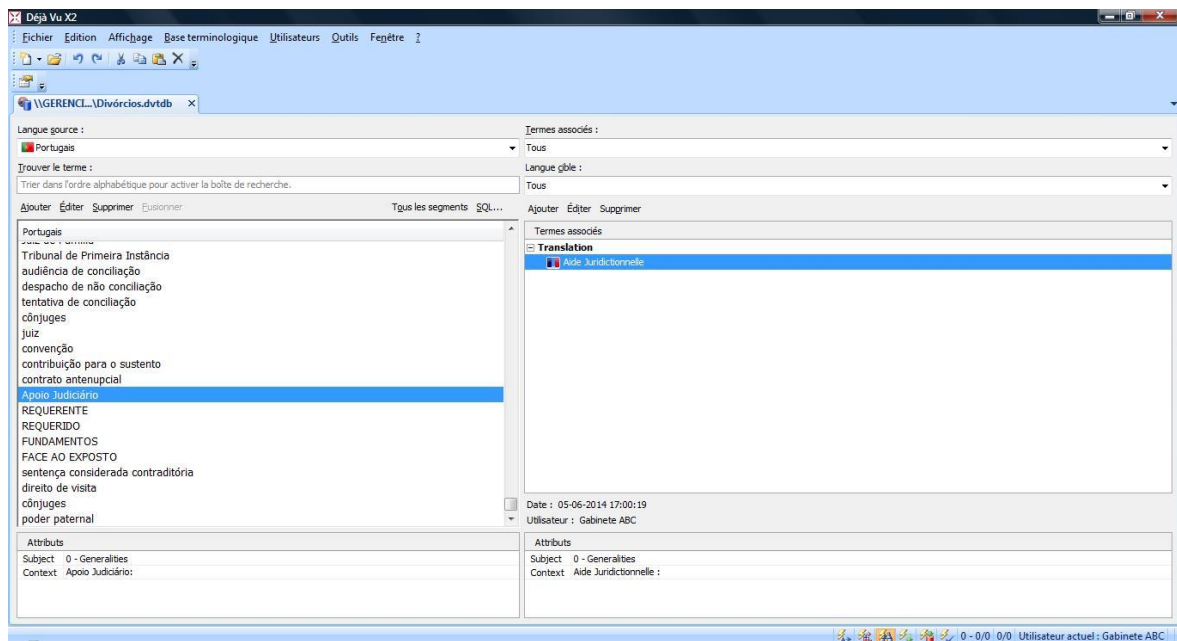 Déjà Vu X2
Fichier Edition Affichage Base terminologique Utilisateurs Outils Fenêtre ?
\\GERENCI...\Divórcios.dvtdb
Langue source :
Portugais
Trouver le terme :
Trier dans l'ordre alphabétique pour activer la boîte de recherche.
Ajouter Éditer Supprimer Fusionner Tous les segments SQL...
Portugais
Tribunal de Primeira Instância
audiência de conciliação
despacho de não conciliação
tentativa de conciliação
cônjuges
juiz
convenção
contribuição para o sustento
contrato antenupcial
Apoio Judiciário
REQUERENTE
REQUERIDO
FUNDAMENTOS
FACE AO EXPOSTO
sentença considerada contraditória
direito de visita
cônjuges
poder paternal
Attributs
Subject 0 - Generalities
Context Apoio Judiciário:
Termes associés :
Tous
Langue cible :
Tous
Ajouter Éditer Supprimer
Termes associés
Translation
Aide Juridictionnelle
Date : 05-06-2014 17:00:19
Utilisateur : Gabinete ABC
Attributs
Subject 0 - Generalities
Context Aide Juridictionnelle :
0 - 0/0 0/0 Utilisateur actuel : Gabinete ABC